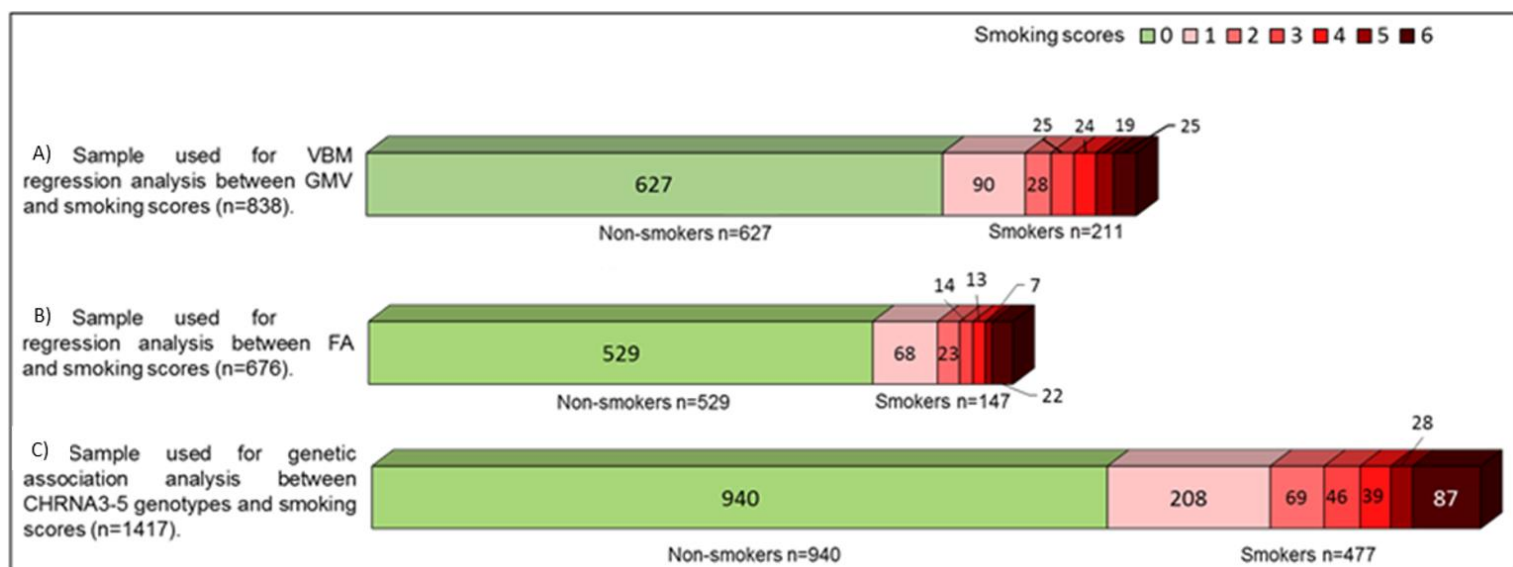 Smoking scores 0 1 2 3 4 5 6
25 24 19 25
A) Sample used for VBM
regression analysis between GMV
and smoking scores (n=838).
627 90 28
Non-smokers n=627 Smokers n=211
14 13 7
B) Sample used for
regression analysis between FA
and smoking scores (n=676).
529 68 23
22
Non-smokers n=529 Smokers n=147
28
C) Sample used for genetic
association analysis between
CHRNA3-5 genotypes and smoking
scores (n=1417).
940 208 69 46 39 87
Non-smokers n=940 Smokers n=477